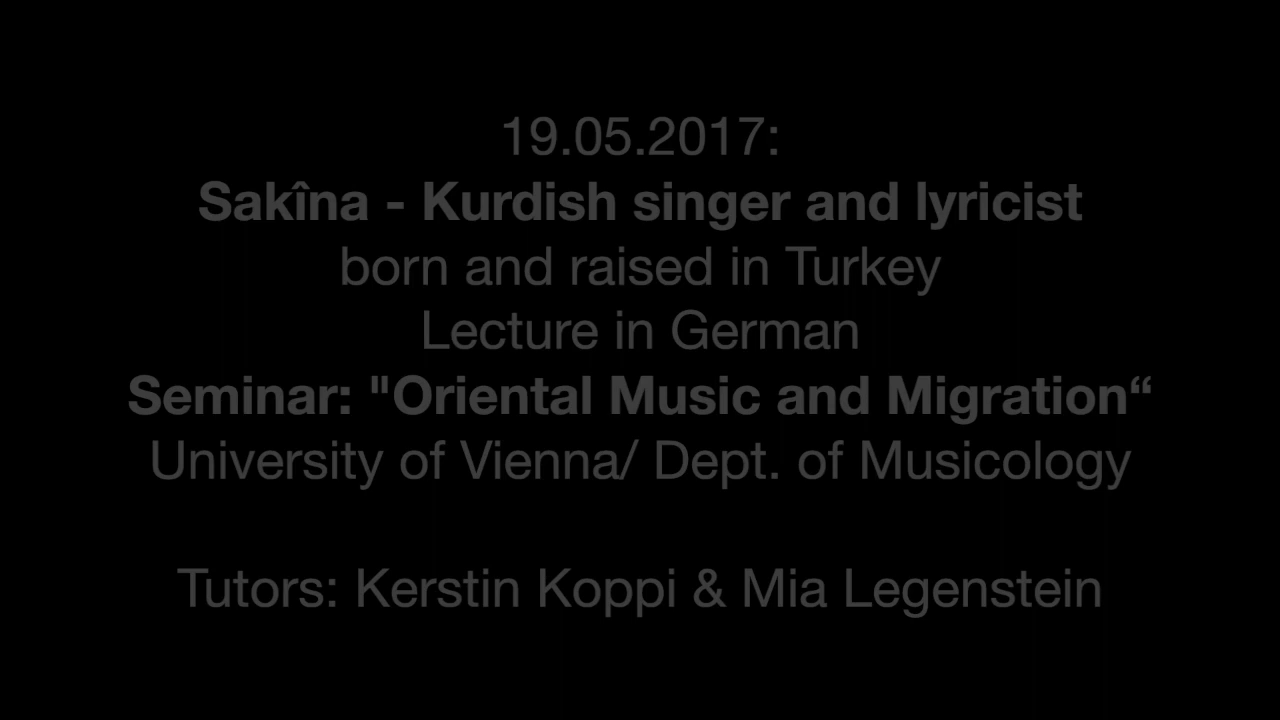 19.05.2017:
Sakîna - Kurdish singer and lyricist
born and raised in Turkey
Lecture in German
Seminar: "Oriental Music and Migration“
University of Vienna/ Dept. of Musicology
Tutors: Kerstin Koppi & Mia Legenstein